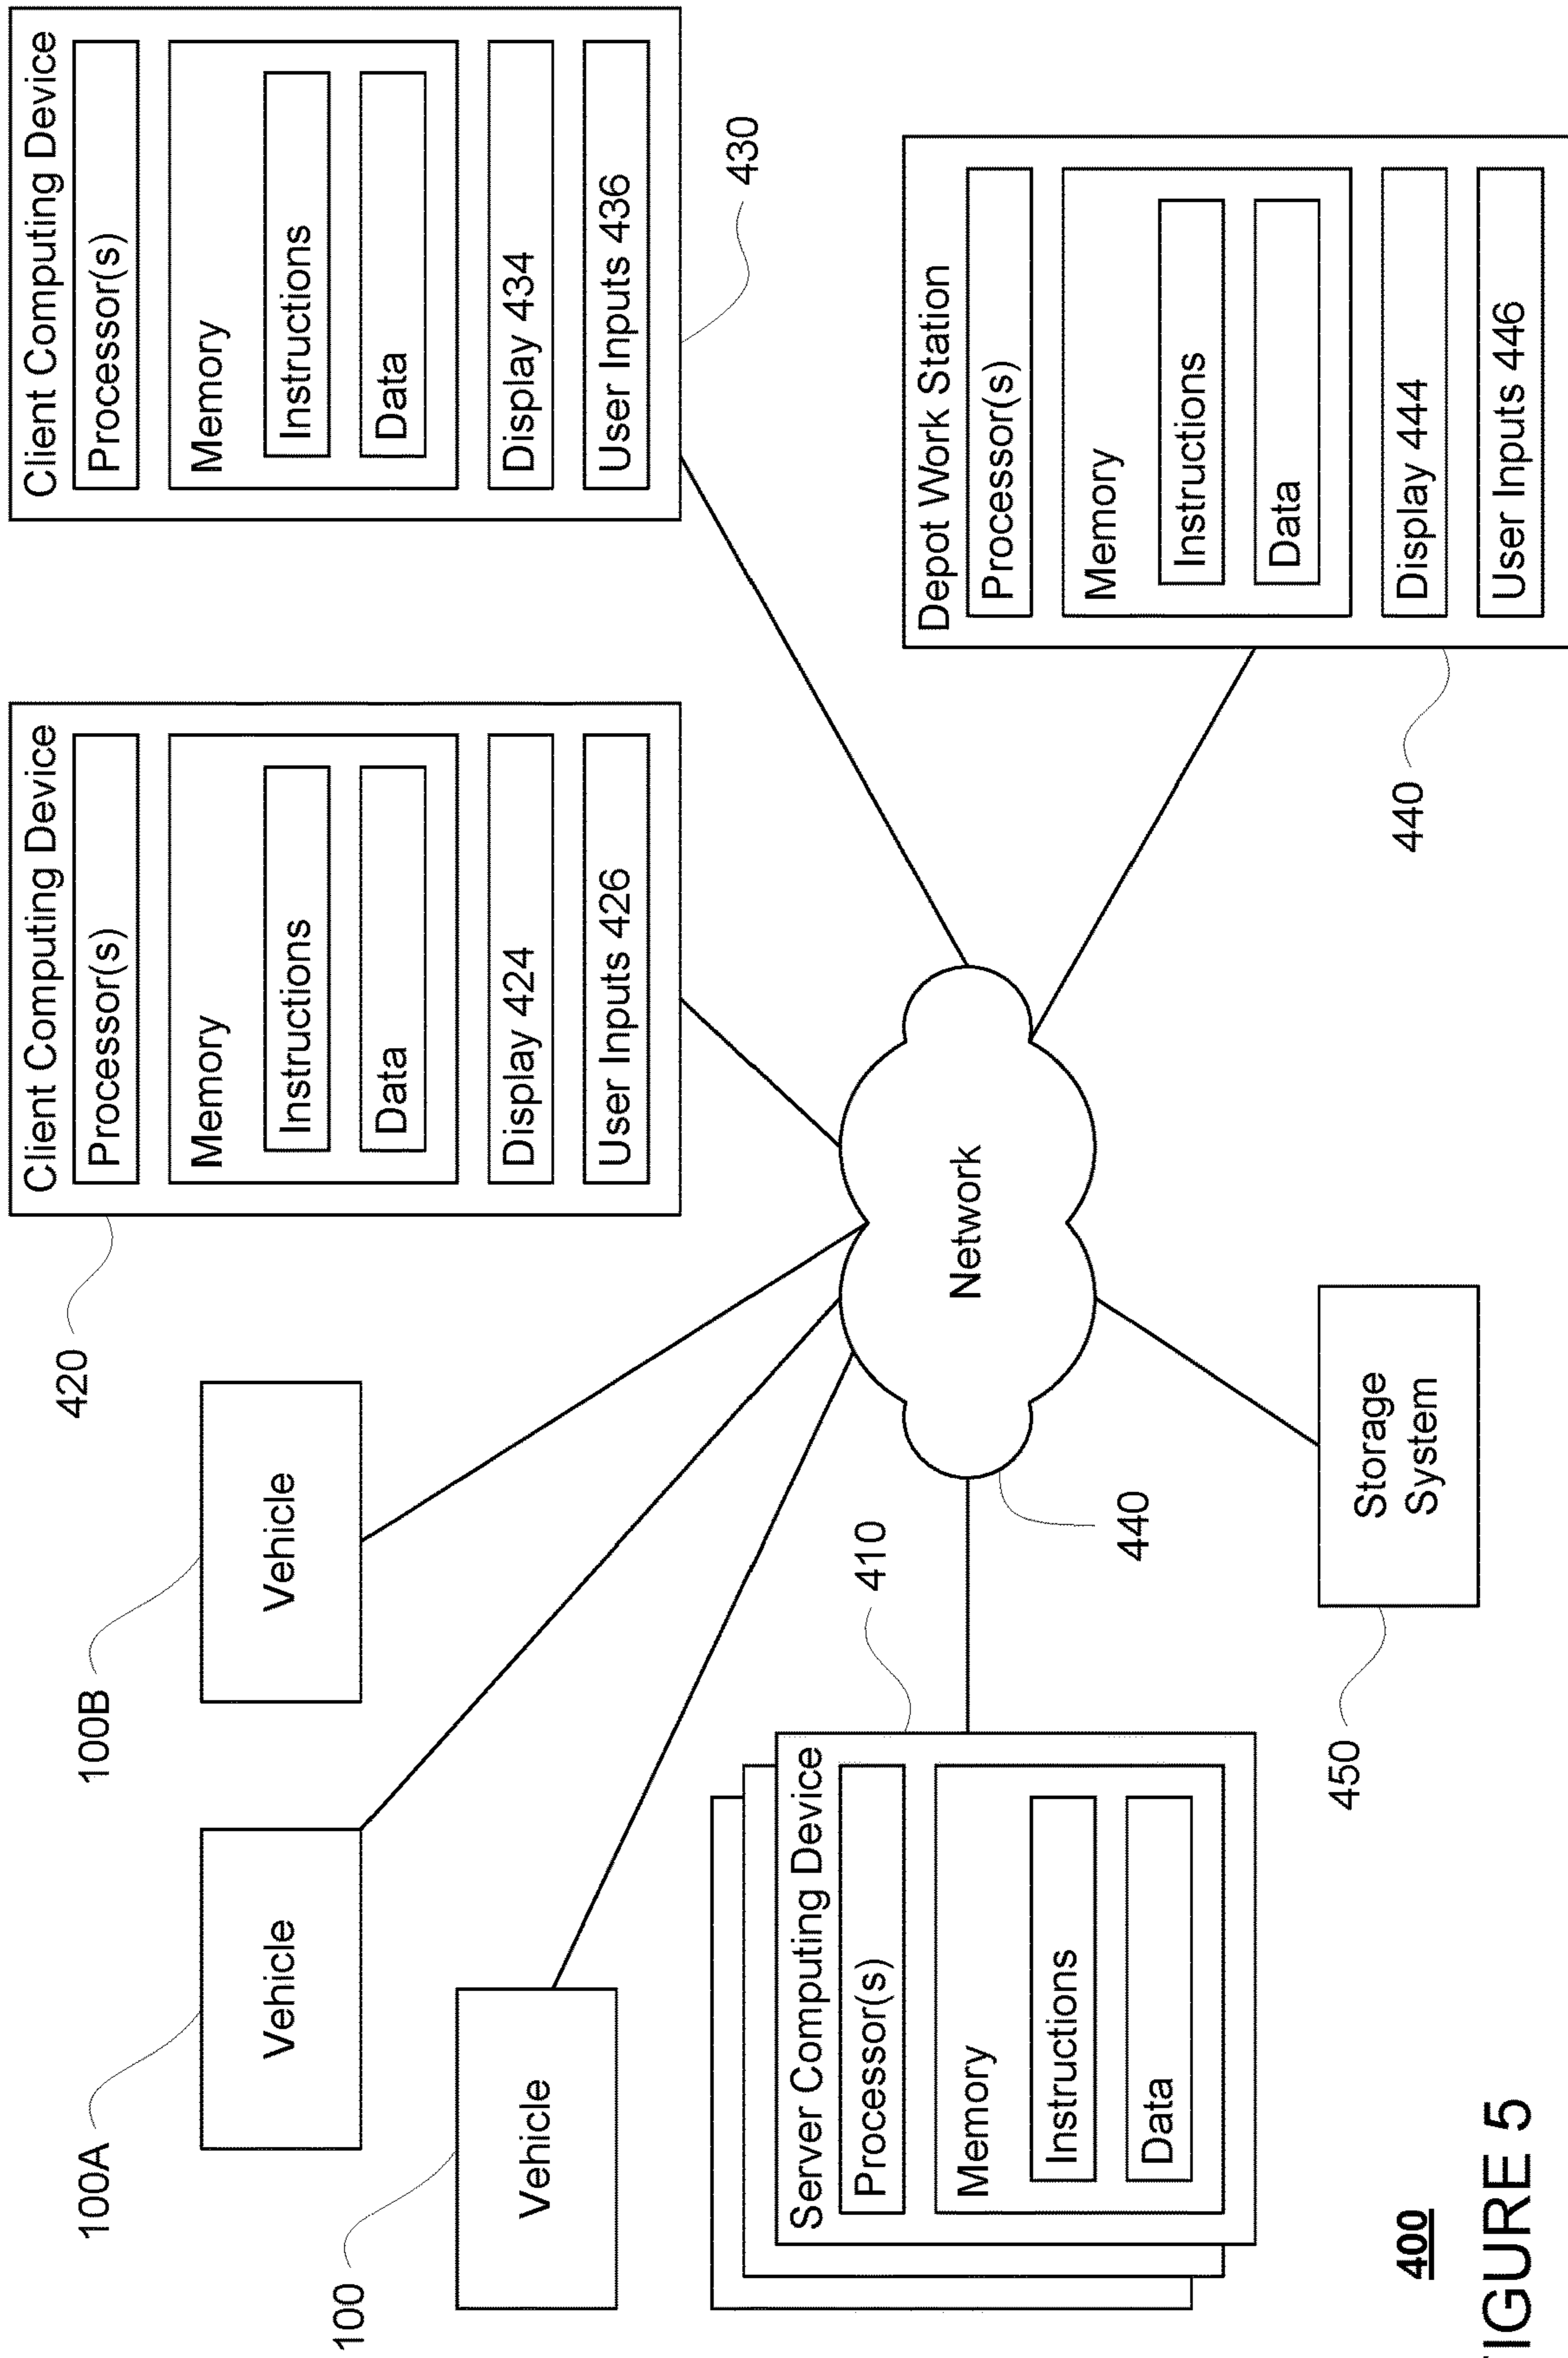 100A
Vehicle
100B
Vehicle
420
Client Computing Device
Processor(s)
Memory
Instructions
Data
Display 424
User Inputs 426
Client Computing Device
Processor(s)
Memory
Instructions
Data
Display 434
User Inputs 436
430
100
Vehicle
Server Computing Device
Processor(s)
Memory
Instructions
Data
410
Network
440
Depot Work Station
Processor(s)
Memory
Instructions
Data
Display 444
User Inputs 446
440
450
Storage
System
400
IGURE 5